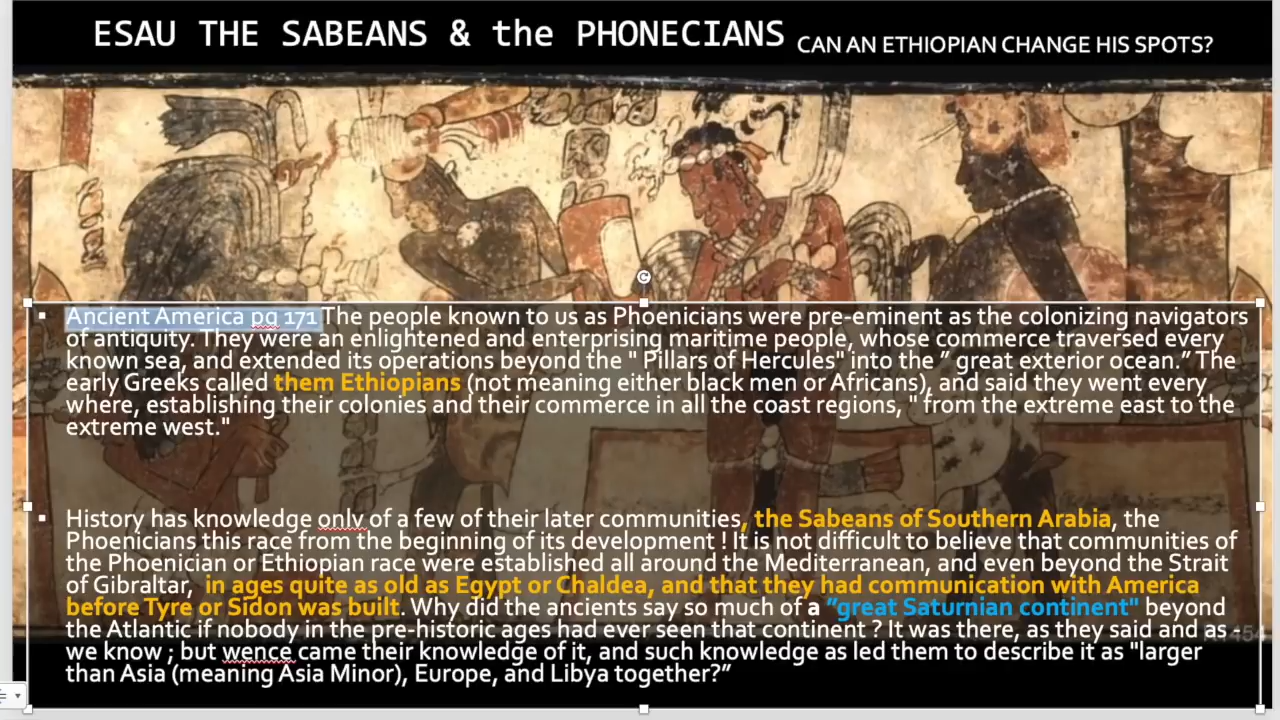 ESAU THE SABEANS & the PHONECIANS CAN AN ETHIOPIAN CHANGE HIS SPOTS?
▪ Ancient America pg 171 The people known to us as Phoenicians were pre-eminent as the colonizing navigators
of antiquity. They were an enlightened and enterprising maritime people, whose commerce traversed every
known sea, and extended its operations beyond the " Pillars of Hercules" into the ” great exterior ocean.” The
early Greeks called them Ethiopians (not meaning either black men or Africans), and said they went every
where, establishing their colonies and their commerce in all the coast regions, " from the extreme east to the
extreme west."
▪ History has knowledge only of a few of their later communities, the Sabeans of Southern Arabia, the
Phoenicians this race from the beginning of its development ! It is not difficult to believe that communities of
the Phoenician or Ethiopian race were established all around the Mediterranean, and even beyond the Strait
of Gibraltar, in ages quite as old as Egypt or Chaldea, and that they had communication with America
before Tyre or Sidon was built. Why did the ancients say so much of a ”great Saturnian continent" beyond
the Atlantic if nobody in the pre-historic ages had ever seen that continent ? It was there, as they said and as -
we know ; but wence came their knowledge of it, and such knowledge as led them to describe it as "larger
than Asia (meaning Asia Minor), Europe, and Libya together?”